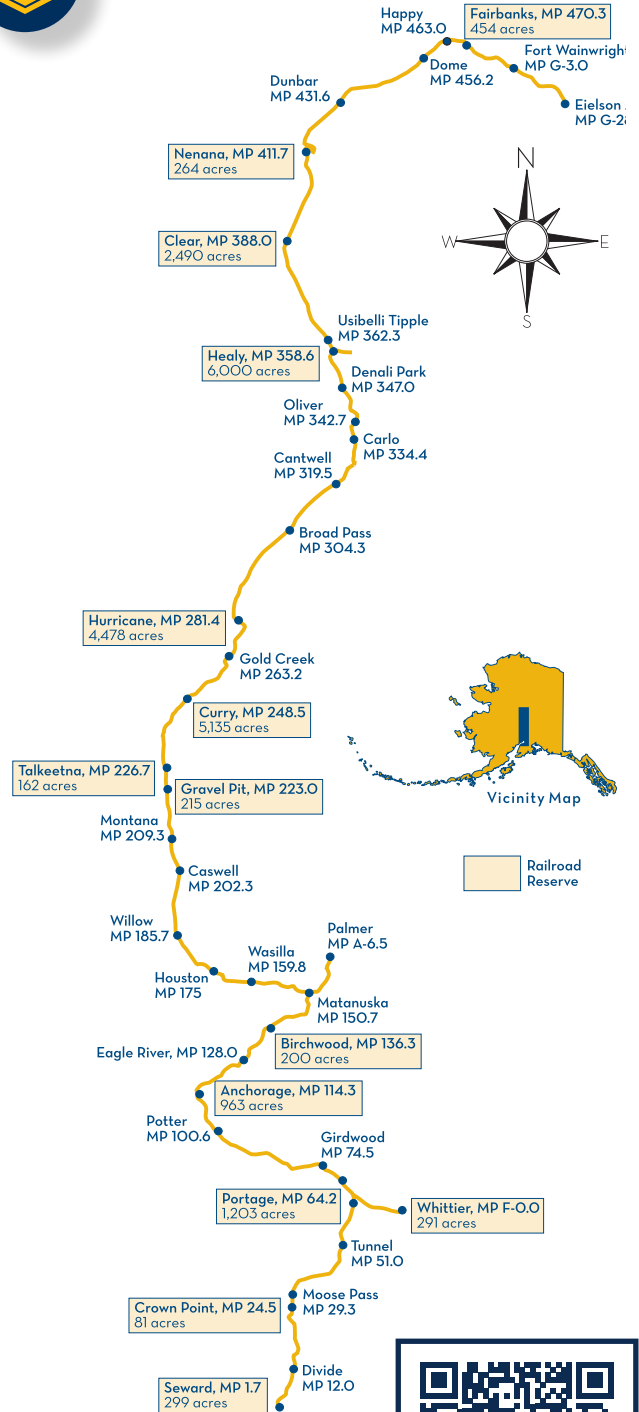 Happy
MP 463.0
Fairbanks, MP 470.3
454 acres
Dome
MP 456.2
MP G-3.0
Fort
Dunbar
MP 431.6
Eielson
Nenana, MP 411.7
264 acres
N
W
E
S
Clear, MP 388.0
2,490 acres
Usibelli Tipple
MP 362.3
Healy, MP 358.6
6,000 acres
Denali Park
MP 347.0
Oliver
MP 342.7
Carlo
MP 334.4
Cantwell
MP 319.5
Broad Pass
MP 304.3
Hurricane, MP 281.4
4,478 acres
Gold Creek
MP 263.2
Curry, MP 248.5
5,135 acres
Talkeetna, MP 226.7
162 acres
Gravel Pit, MP 223.0
215 acres
Vicinity Map
Montana
MP 209.3
Caswell
MP 202.3
Railroad
Reserve
Willow
MP 185.7
Palmer
MP A-6.5
Wasilla
MP 159.8
Houston
MP 175
Matanuska
MP 150.7
Birchwood, MP 136.3
200 acres
Eagle River, MP 128.0
Anchorage, MP 114.3
963 acres
Potter
MP 100.6
Girdwood
MP 74.5
Portage, MP 64.2
1,203 acres
Whittier, MP F-0.0
291 acres
Tunnel
MP 51.0
Moose Pass
MP 29.3
Crown Point, MP 24.5
81 acres
Divide
MP 12.0
Seward, MP 1.7
299 acres